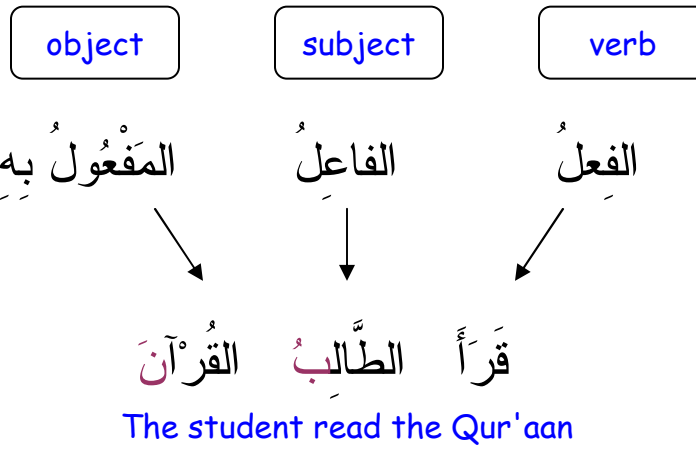 object subject verb
الفِعلُ الفاعِلُ المَفْعُولُ بِهِ
قَرَأَ الطَّالِبُ القُرْآنَ
The student read the Qur'aan